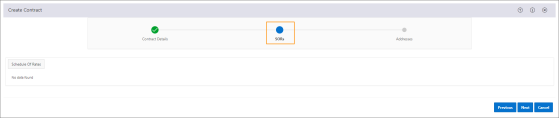 Create Contract
Contract Details
SORs
Addresses
Schedule Of Rates
No data found
Previous Next Cancel